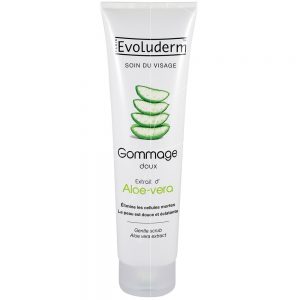 Evoluderm
SOIN DU VISAGE
Gommage
doux
Extrait d'
Aloe-vera
Élimine les cellules mortes
La peau est douce et éclatante
Gentle scrub
Aloe vera extract